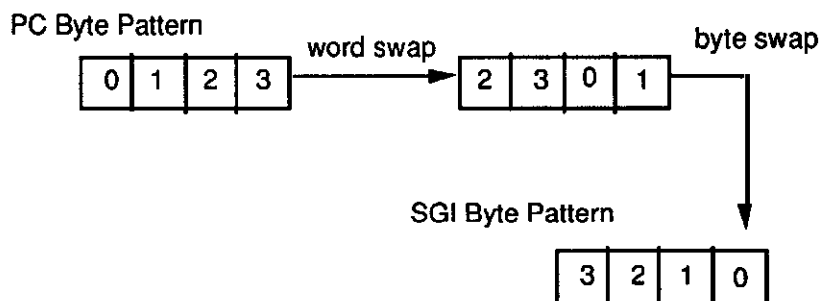 PC Byte Pattern
word swap
byte swap
0 1 2 3
2 3 0 1
SGI Byte Pattern
3 2 1 0